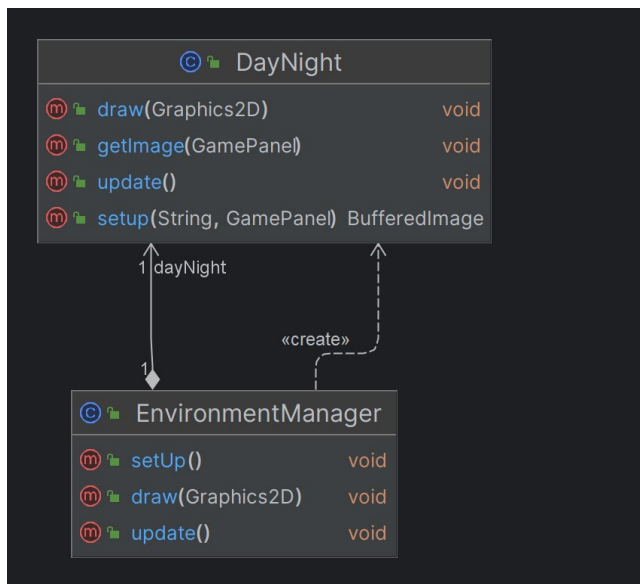 DayNight
draw(Graphics2D) void
getImage(GamePanel) void
update() void
setup(String, GamePanel) BufferedImage
1 dayNight
«create»
1
EnvironmentManager
setUp() void
draw(Graphics2D) void
update() void